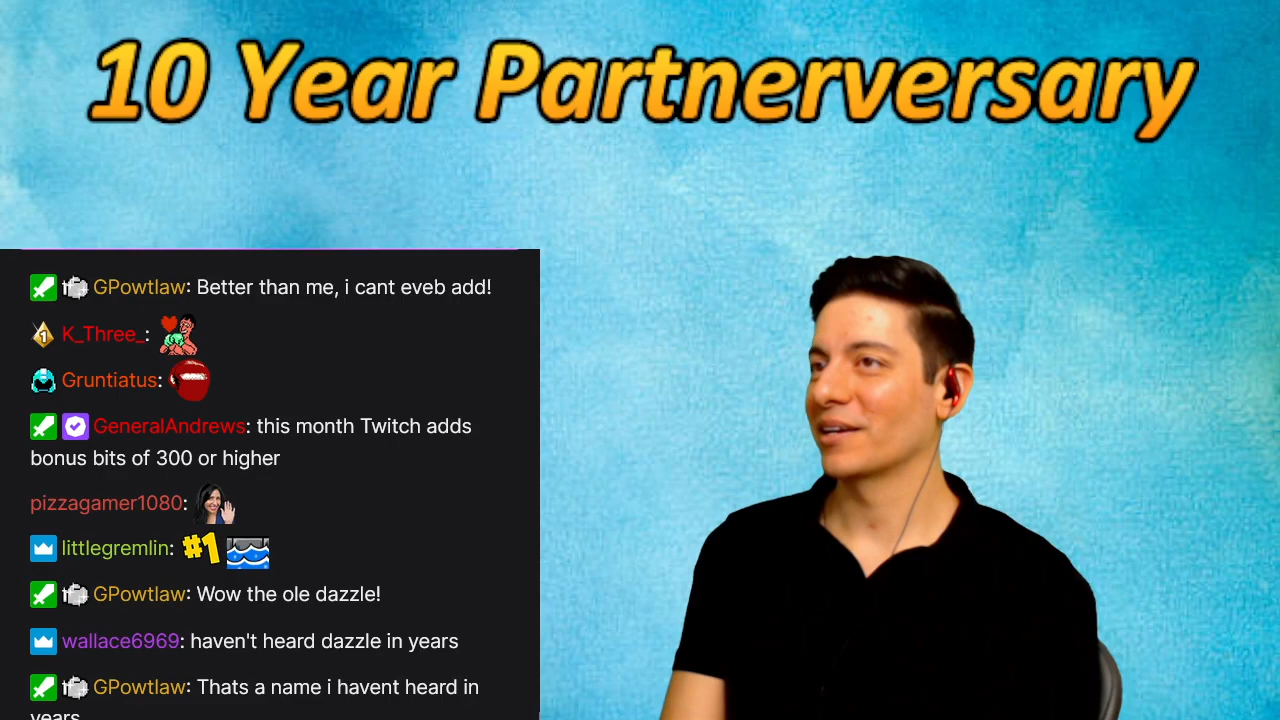 10 Year Partnerversary
GPowtlaw: Better than me, i cant eveb add!
K_Three_:
Gruntiatus:
GeneralAndrews: this month Twitch adds
bonus bits of 300 or higher
pizzagamer1080:
littlegremlin: #1
GPowtlaw: Wow the ole dazzle!
wallace6969: haven't heard dazzle in years
GPowtlaw: Thats a name i havent heard in
years